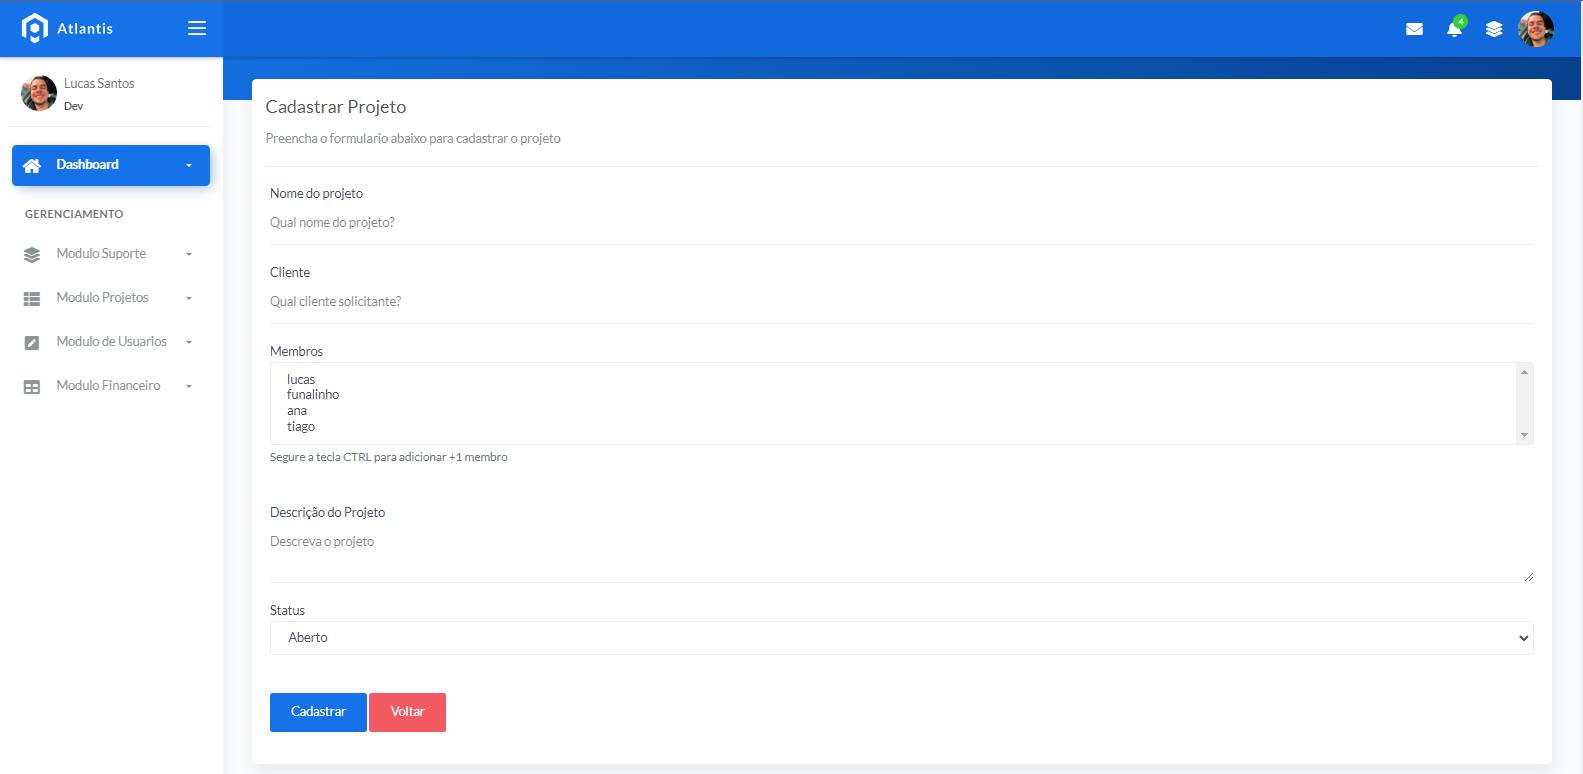 Atlantis
4
Lucas Santos
Dev
Dashboard
GERENCIAMENTO
Modulo Suporte
Modulo Projetos
Modulo de Usuarios
Modulo Financeiro
Cadastrar Projeto
Preencha o formulario abaixo para cadastrar o projeto
Nome do projeto
Qual nome do projeto?
Cliente
Qual cliente solicitante?
Membros
lucas
funalinho
ana
tiago
Segure a tecla CTRL para adicionar +1 membro
Descrição do Projeto
Descreva o projeto
Status
Aberto
Cadastrar Voltar